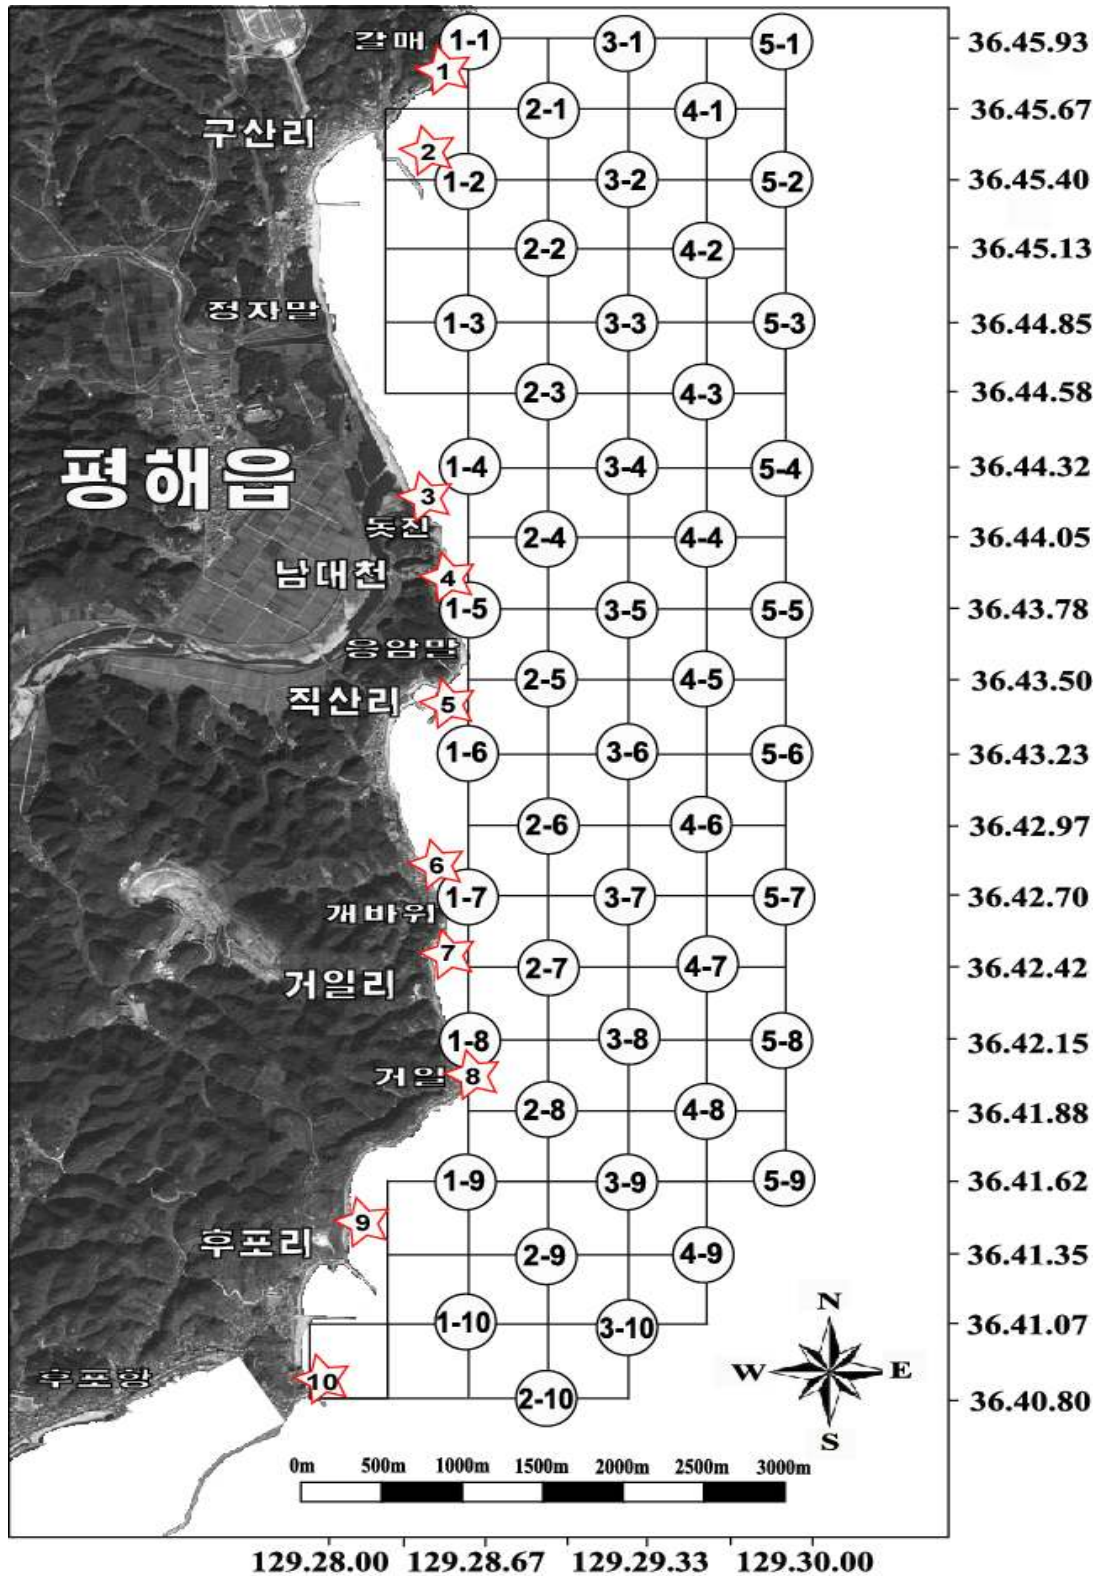 갈매 1-1 3-1 5-1 36.45.93
1
구산리 2-1 4-1 36.45.67
2
1-2 3-2 5-2 36.45.40
2-2 4-2 36.45.13
정자말 1-3 3-3 5-3 36.44.85
2-3 4-3 36.44.58
평해읍 1-4 3-4 5-4 36.44.32
3
돗진 2-4 4-4 36.44.05
남대천 4
1-5 3-5 5-5 36.43.78
응암말
2-5 4-5 36.43.50
직산리 5
1-6 3-6 5-6 36.43.23
2-6 4-6 36.42.97
6
1-7 3-7 5-7 36.42.70
개바위
7
2-7 4-7 36.42.42
거일리
1-8 3-8 5-8 36.42.15
거일 8
2-8 4-8 36.41.88
1-9 3-9 5-9 36.41.62
9
후포리 2-9 4-9 36.41.35
N
1-10 3-10 36.41.07
W E
후포항 10
2-10 36.40.80
S
0m 500m 1000m 1500m 2000m 2500m 3000m
129.28.00 129.28.67 129.29.33 129.30.00